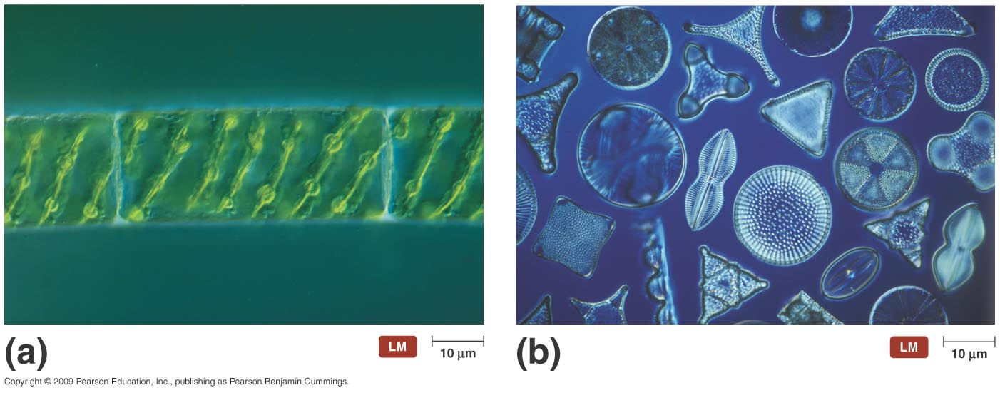 (a)
LM
10 μm
(b)
LM
10 μm
Copyright © 2009 Pearson Education, Inc., publishing as Pearson Benjamin Cummings.